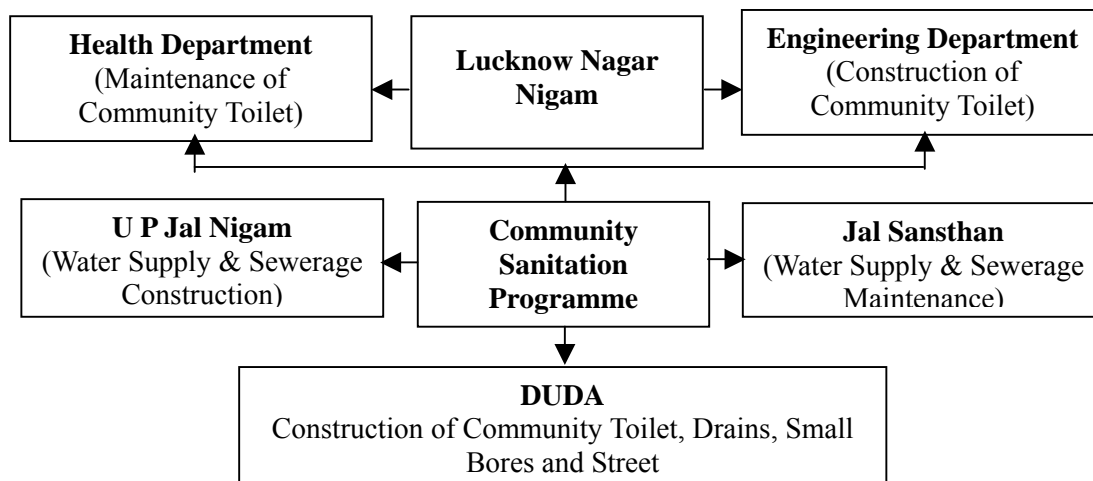 Health Department
(Maintenance of
Community Toilet)
Lucknow Nagar
Nigam
Engineering Department
(Construction of
Community Toilet)
U P Jal Nigam
(Water Supply & Sewerage
Construction)
Community
Sanitation
Programme
Jal Sansthan
(Water Supply & Sewerage
Maintenance)
DUDA
Construction of Community Toilet, Drains, Small
Bores and Street